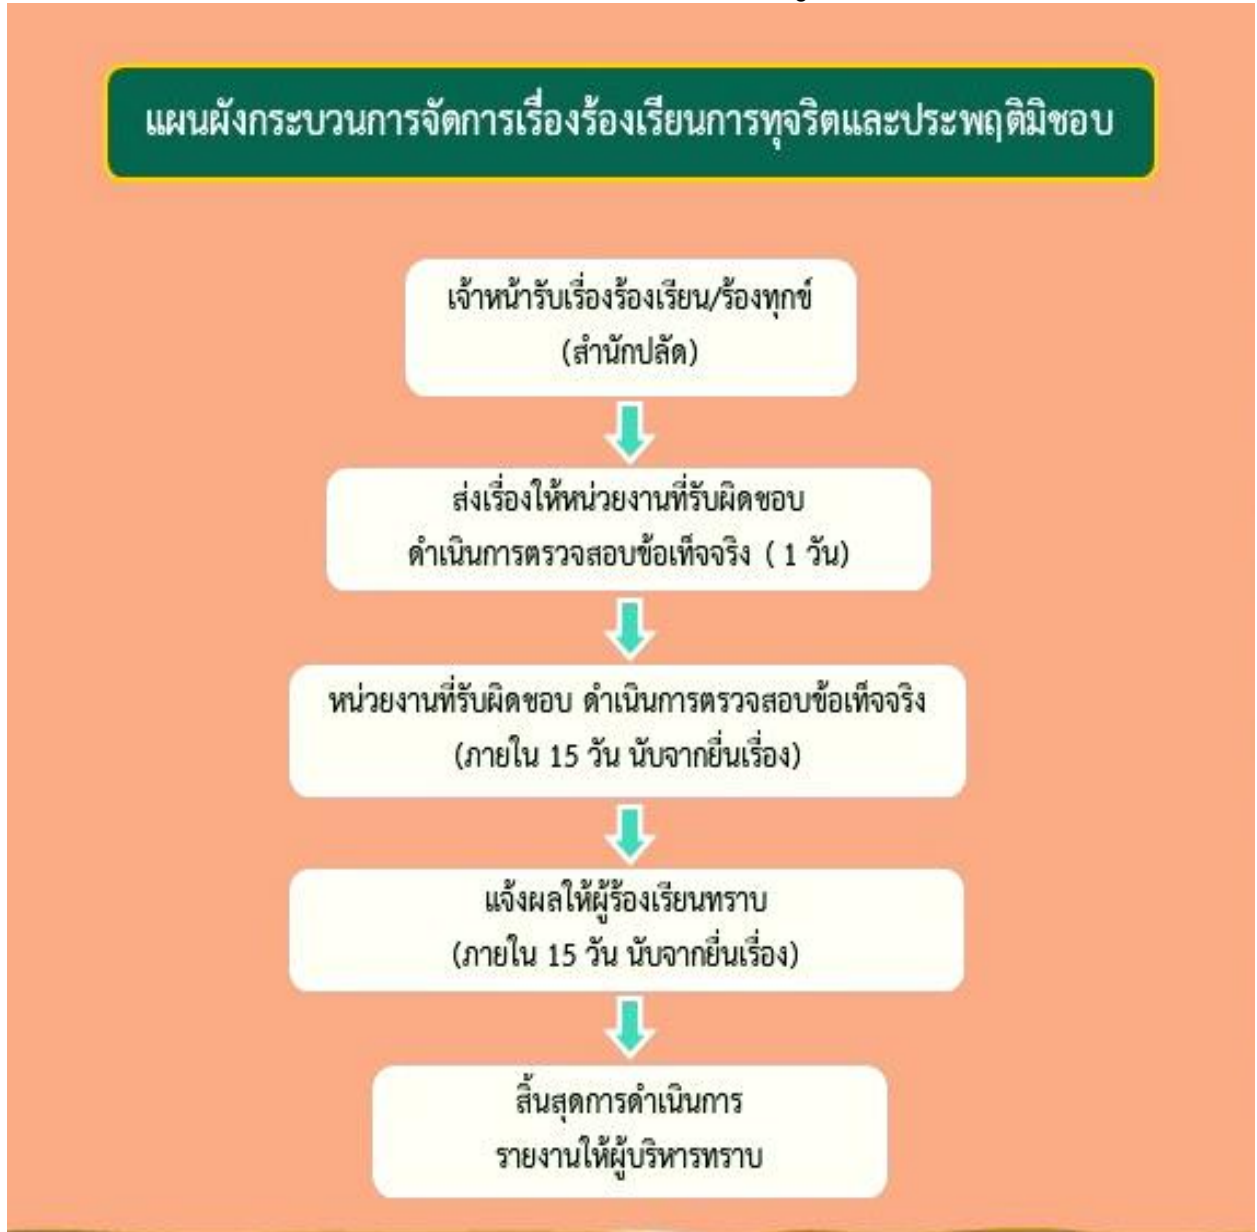 แผนผังกระบวนการจัดการเรื่องร้องเรียนการทุจริตและประพฤติมิชอบ
เจ้าหน้ารับเรื่องร้องเรียน/ร้องทุกข์
(สำนักปลัด)
ส่งเรื่องให้หน่วยงานที่รับผิดชอบ
ดำเนินการตรวจสอบข้อเท็จจริง ( 1 วัน)
หน่วยงานที่รับผิดชอบ ดำเนินการตรวจสอบข้อเท็จจริง
(ภายใน 15 วัน นับจากยื่นเรื่อง)
แจ้งผลให้ผู้ร้องเรียนทราบ
(ภายใน 15 วัน นับจากยื่นเรื่อง)
สิ้นสุดการดำเนินการ
รายงานให้ผู้บริหารทราบ